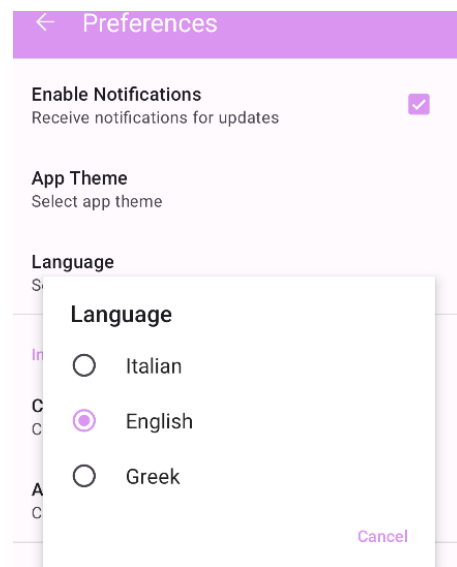 Preferences
Enable Notifications
Receive notifications for updates
App Theme
Select app theme
Language
Language
Italian
English
Greek
Cancel